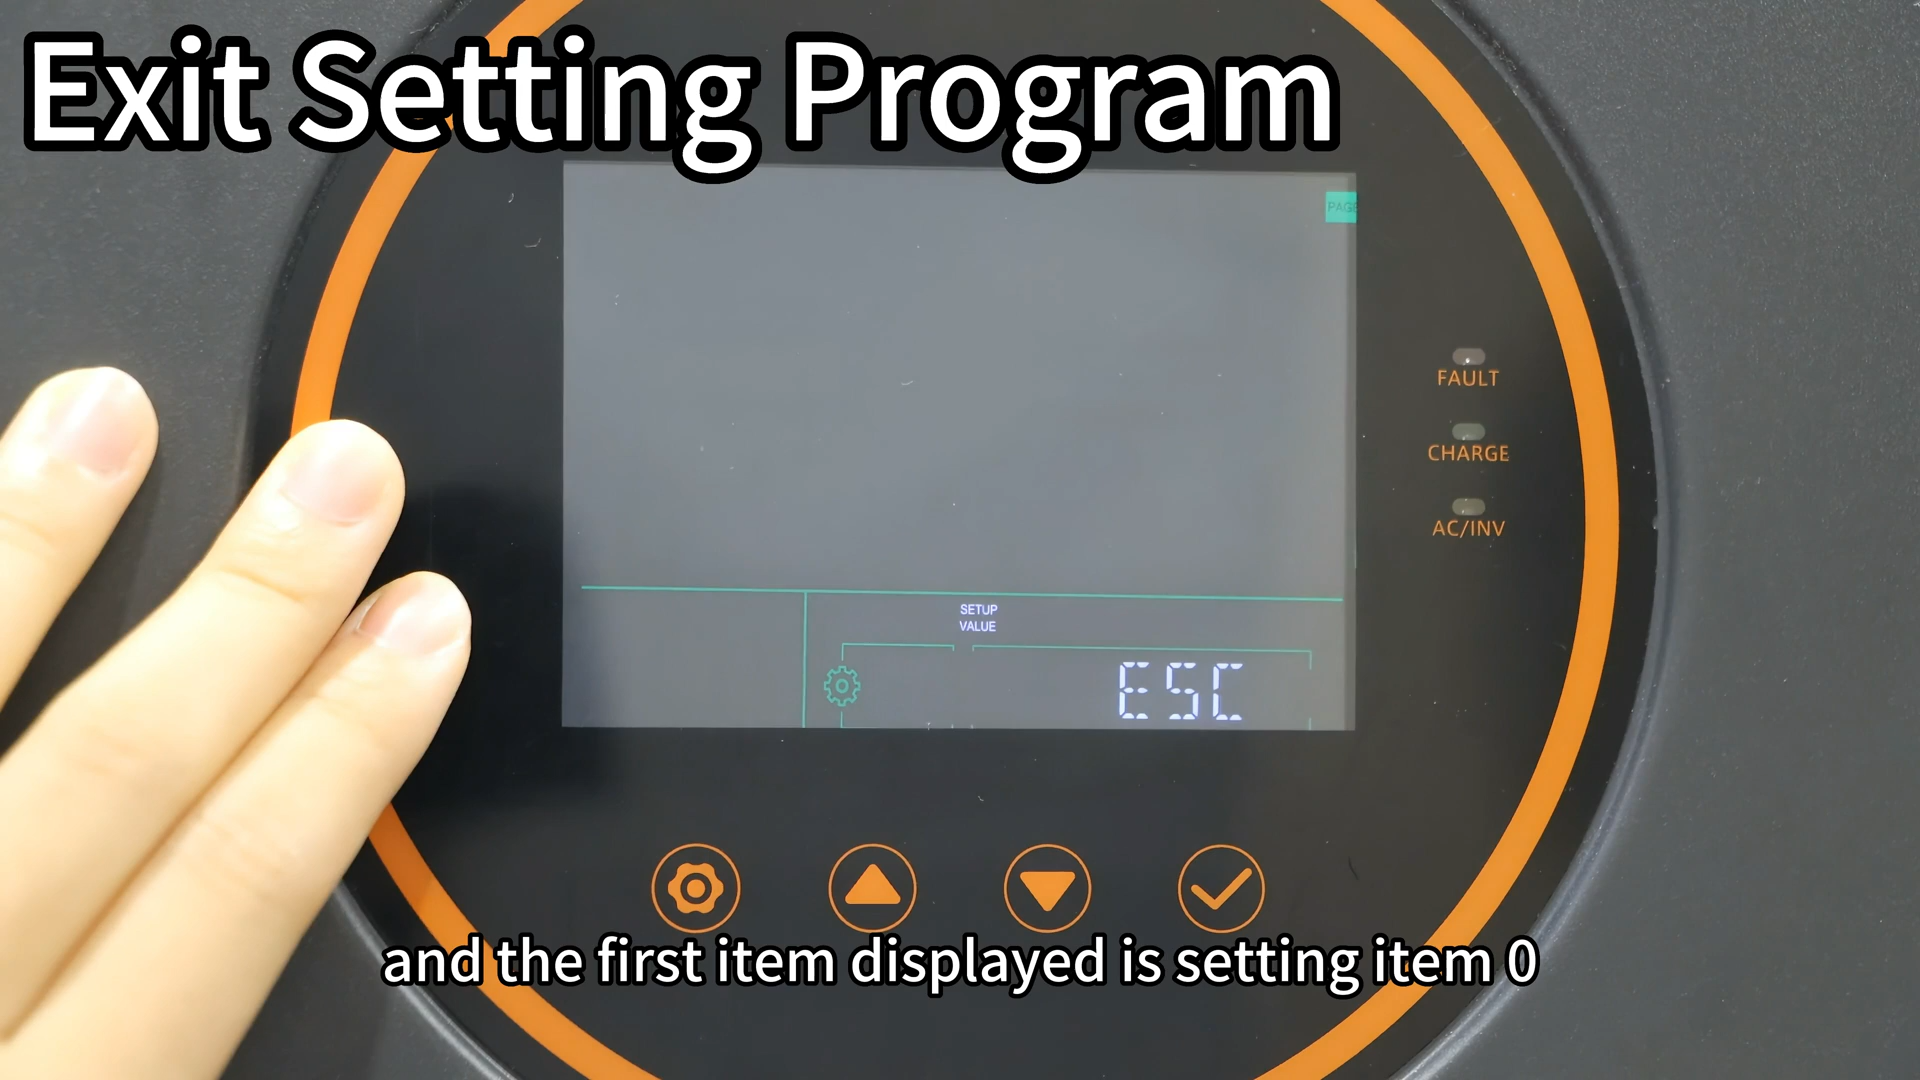 Exit Setting Program
PAGE
FAULT
CHARGE
AC/INV
SETUP
VALUE
ESC
and the first item displayed is setting item 0